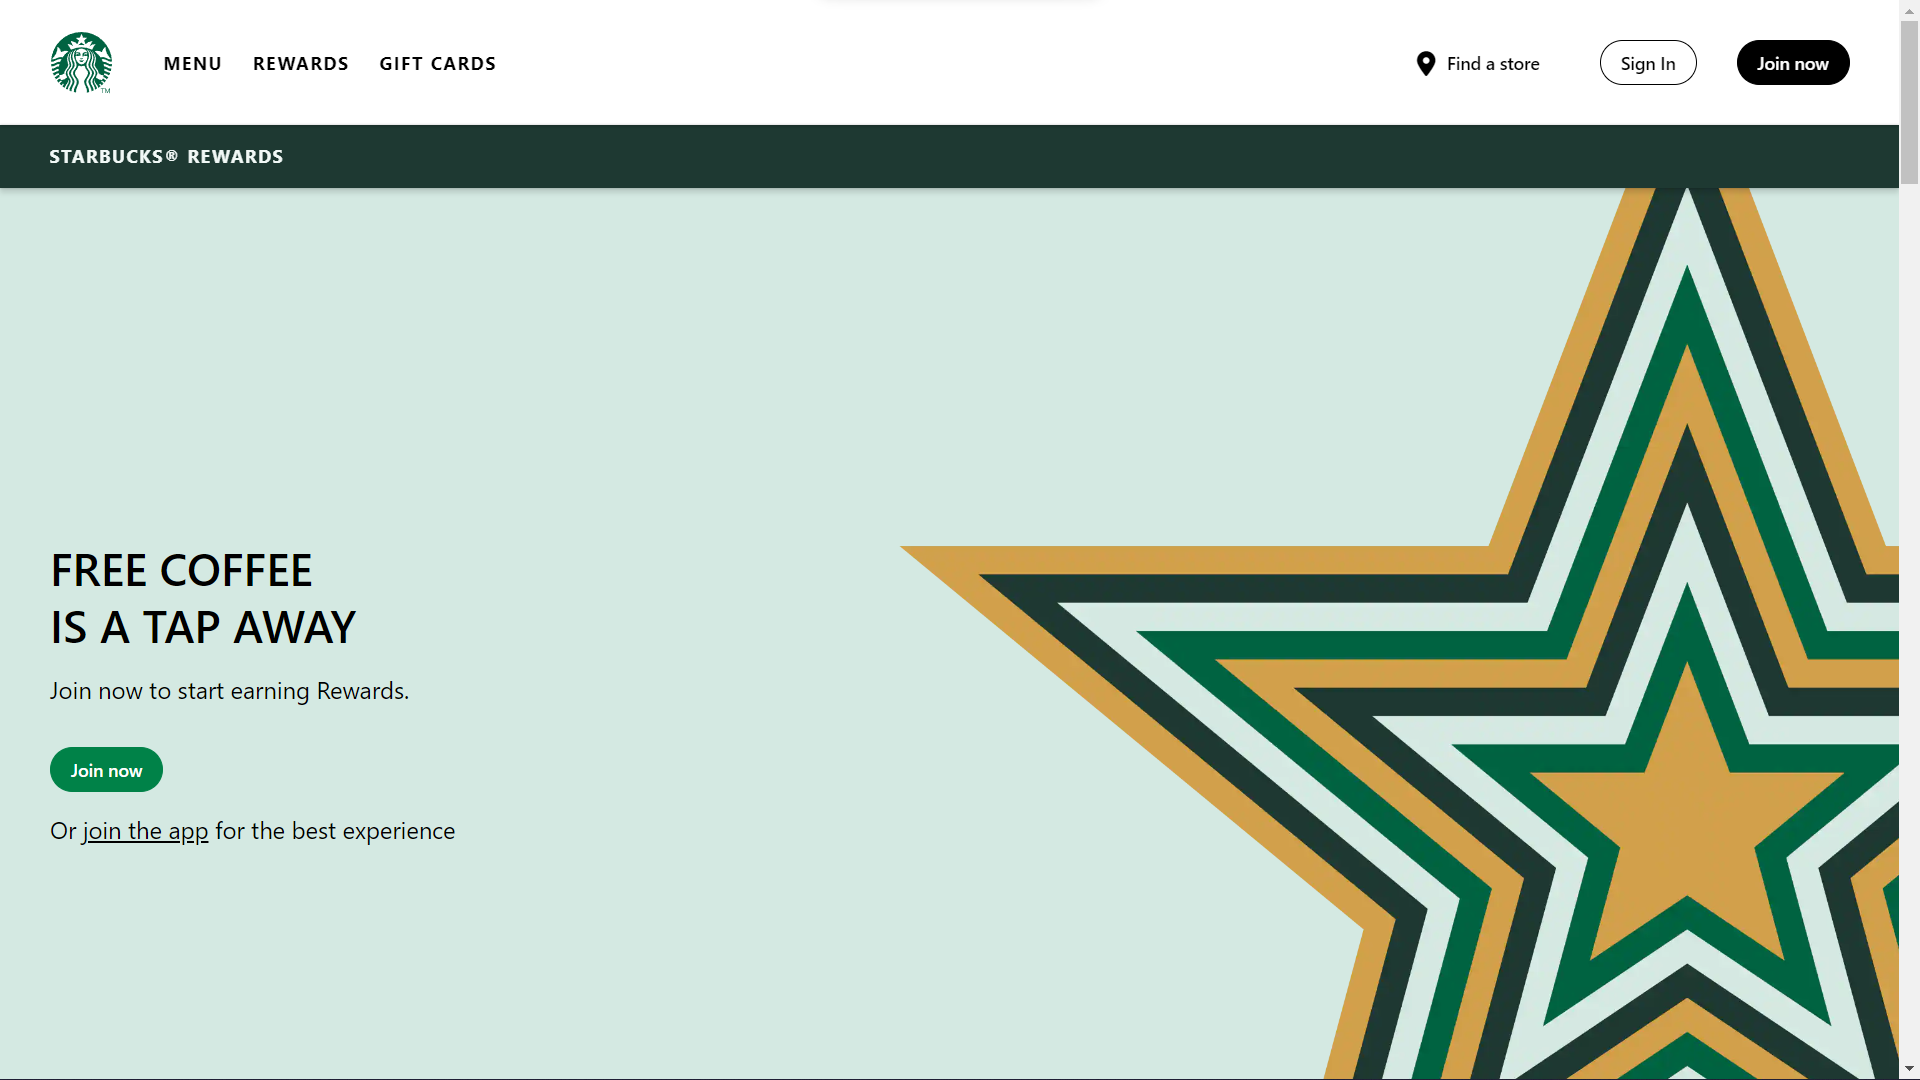 TM
MENU REWARDS GIFT CARDS Find a store Sign In Join now
STARBUCKS® REWARDS
FREE COFFEE
IS A TAP AWAY
Join now to start earning Rewards.
Join now
Or join the app for the best experience